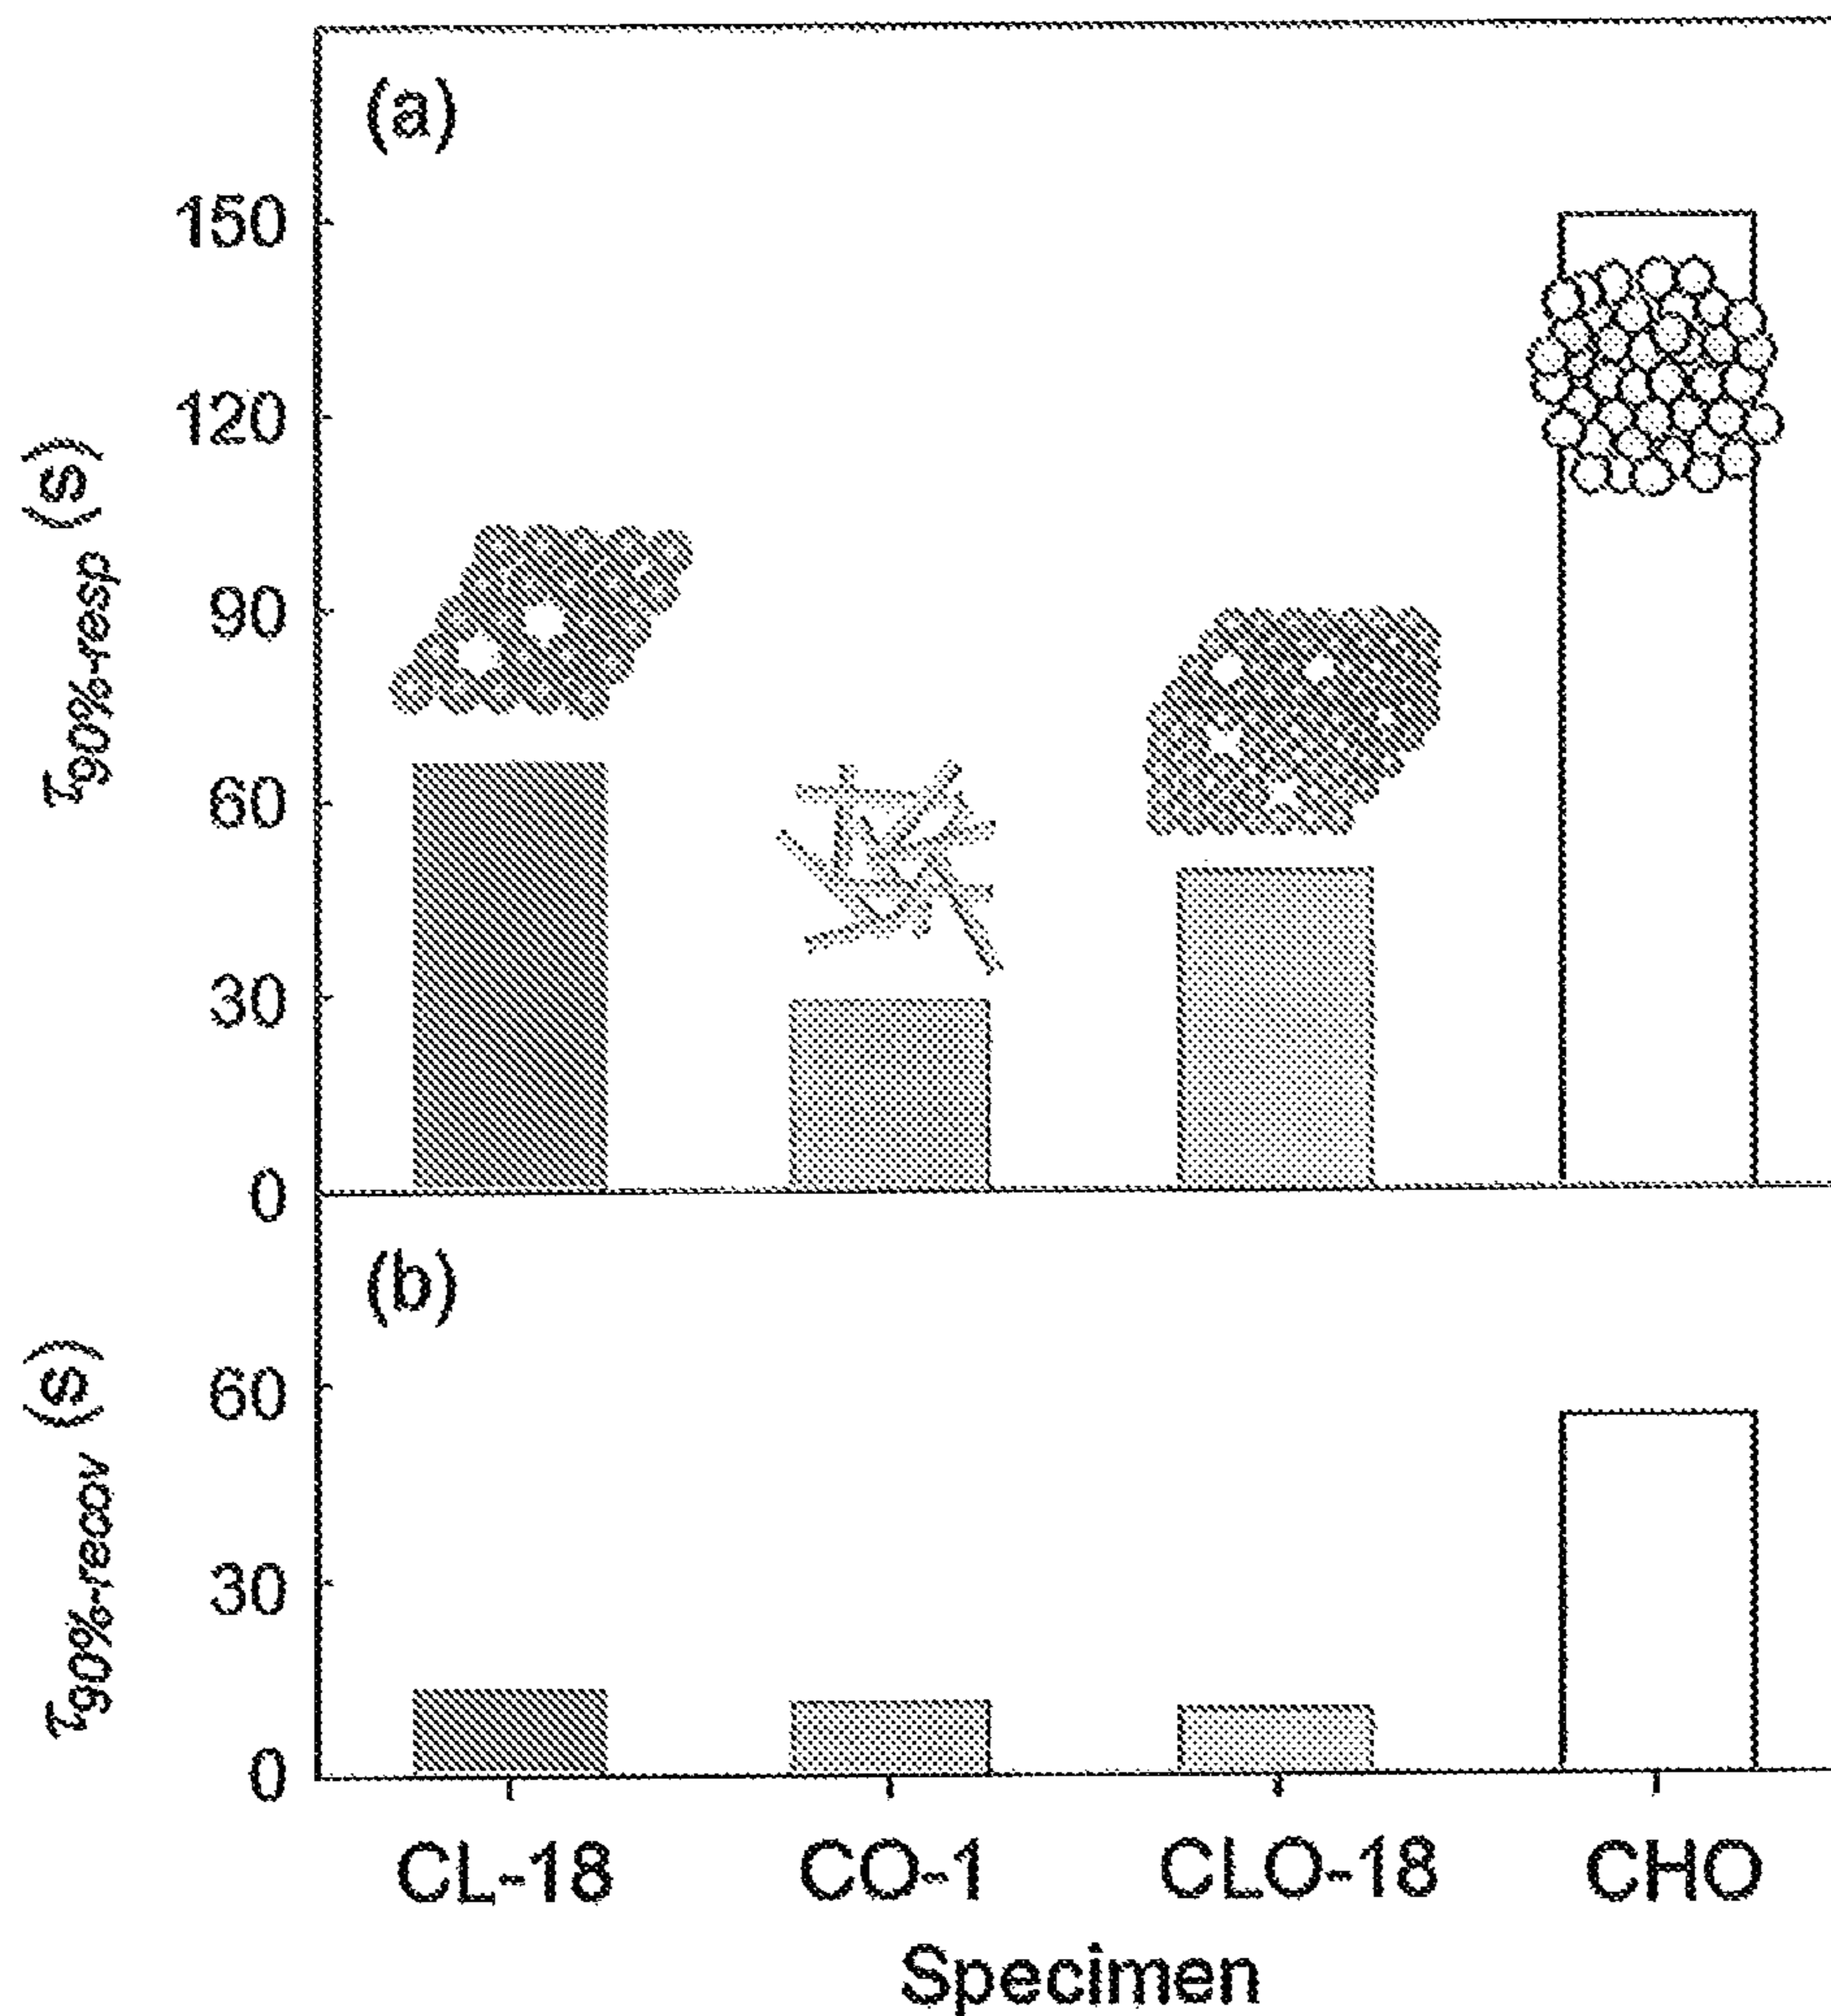 (a)
150
120
90
60
30
0
τ90%-resp (s)
(b)
60
30
0
τ90%-recov (s)
CL-18 CO-1 CLO-18 CHO
Specimen